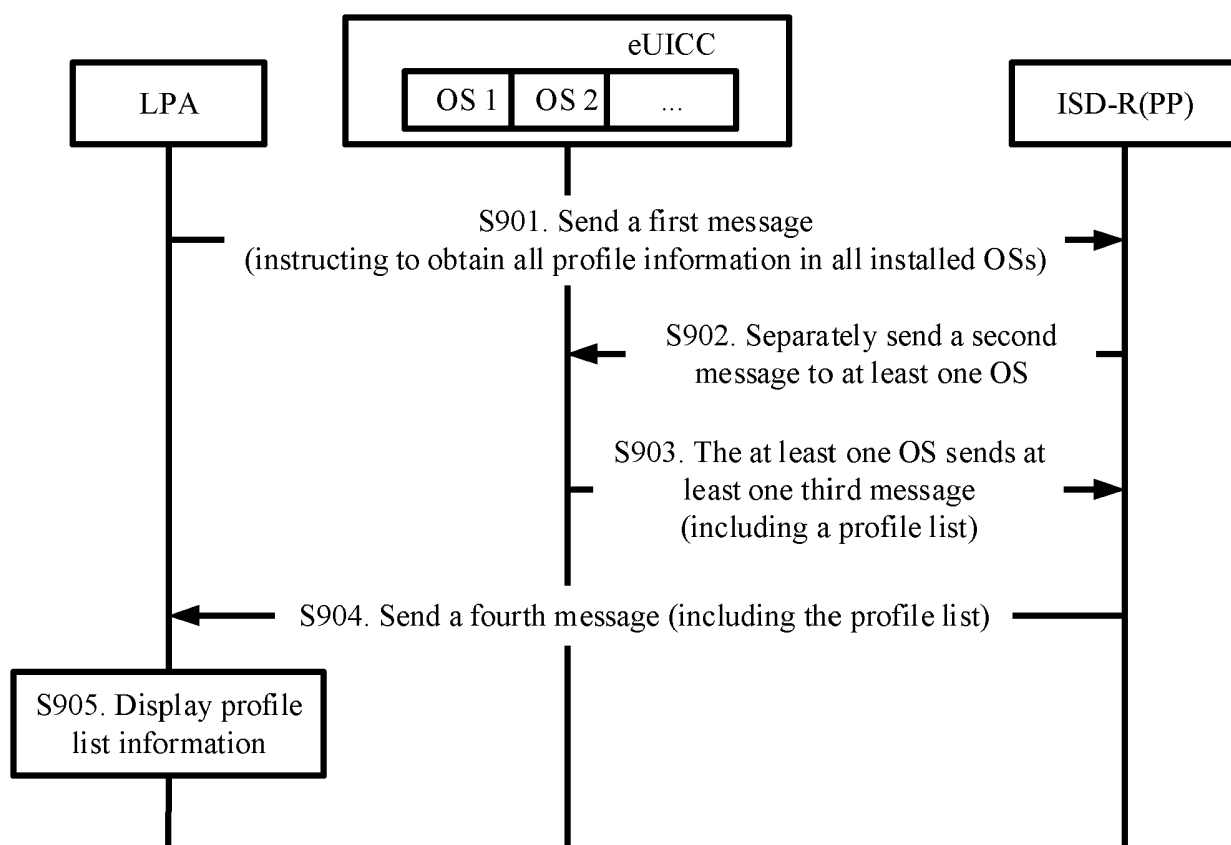 eUICC
LPA
OS 1
OS 2
...
ISD-R(PP)
S901. Send a first message
(instructing to obtain all profile information in all installed OSs)
S902. Separately send a second
message to at least one OS
S903. The at least one OS sends at
least one third message
(including a profile list)
S904. Send a fourth message (including the profile list)
S905. Display profile
list information